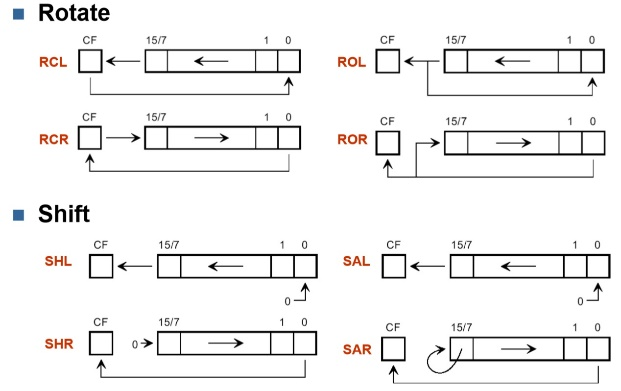 Rotate
CF 15/7 1 0
RCL
CF 15/7 1 0
ROL
CF 15/7 1 0
RCR
CF 15/7 1 0
ROR
Shift
CF 15/7 1 0
SHL
0
CF 15/7 1 0
SAL
0
CF 15/7 1 0
SHR
0
CF 15/7 1 0
SAR